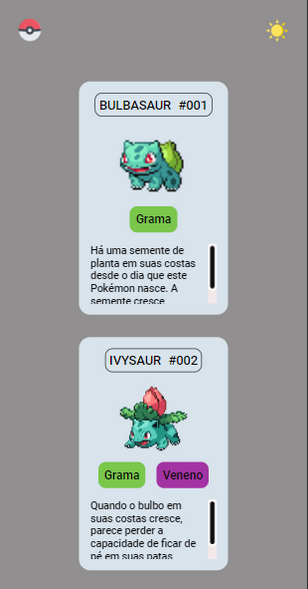 BULBASAUR #001
Grama
Há uma semente de
planta em suas costas
desde o dia que este
Pokémon nasce. A
semente cresce
IVYSAUR #002
Grama Veneno
Quando o bulbo em
suas costas cresce,
parece perder a
capacidade de ficar de
pé em suas patas